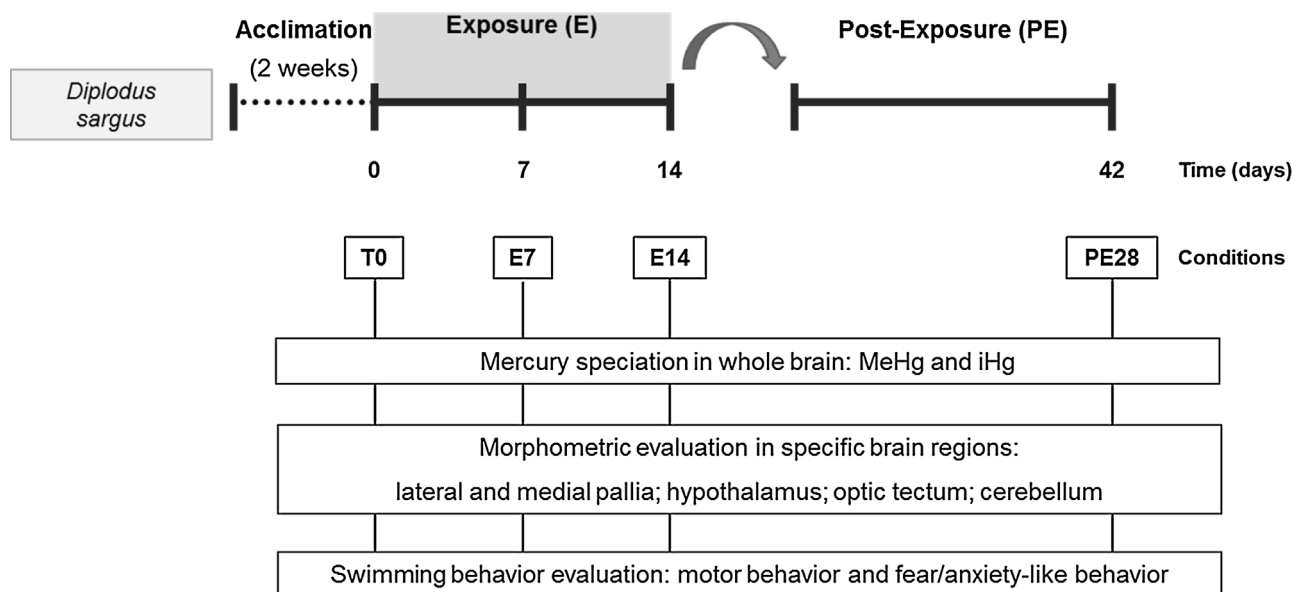 Acclimation
(2 weeks)
Exposure (E)
Post-Exposure (PE)
Diplodus
sargus
0
7
14
42
Time (days)
T0
E7
E14
PE28
Conditions
Mercury speciation in whole brain: MeHg and iHg
Morphometric evaluation in specific brain regions:
lateral and medial pallia; hypothalamus; optic tectum; cerebellum
Swimming behavior evaluation: motor behavior and fear/anxiety-like behavior